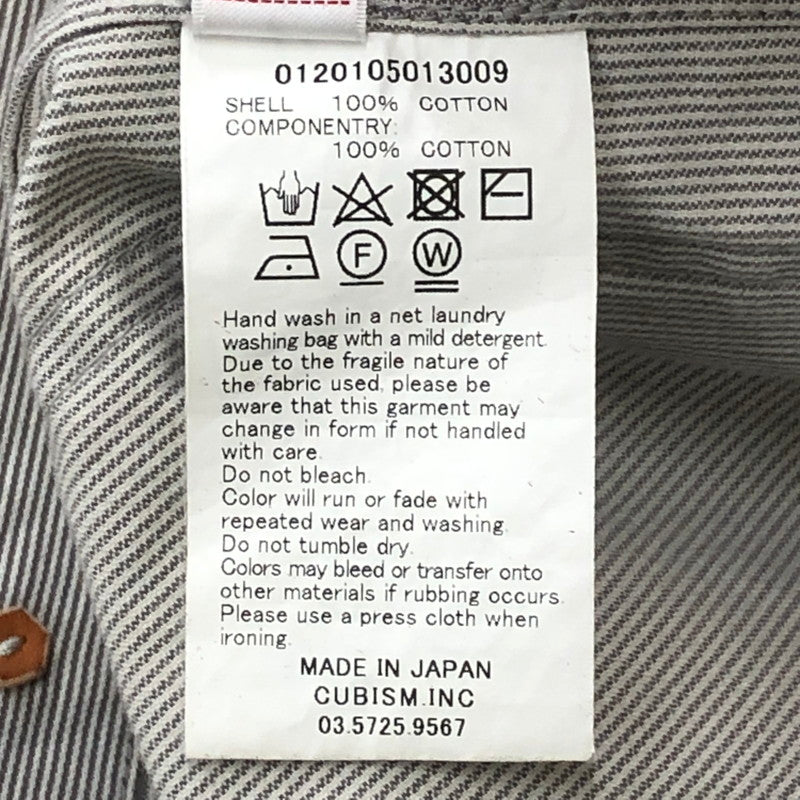 0120105013009
SHELL 100% COTTON
COMPONENTRY:
100% COTTON
F W
Hand wash in a net laundry
washing bag with a mild detergent.
Due to the fragile nature of
the fabric used, please be
aware that this garment may
change in form if not handled
with care.
Do not bleach.
Color will run or fade with
repeated wear and washing.
Do not tumble dry.
Colors may bleed or transfer onto
other materials if rubbing occurs.
Please use a press cloth when
ironing.
MADE IN JAPAN
CUBISM.INC
03.5725.9567